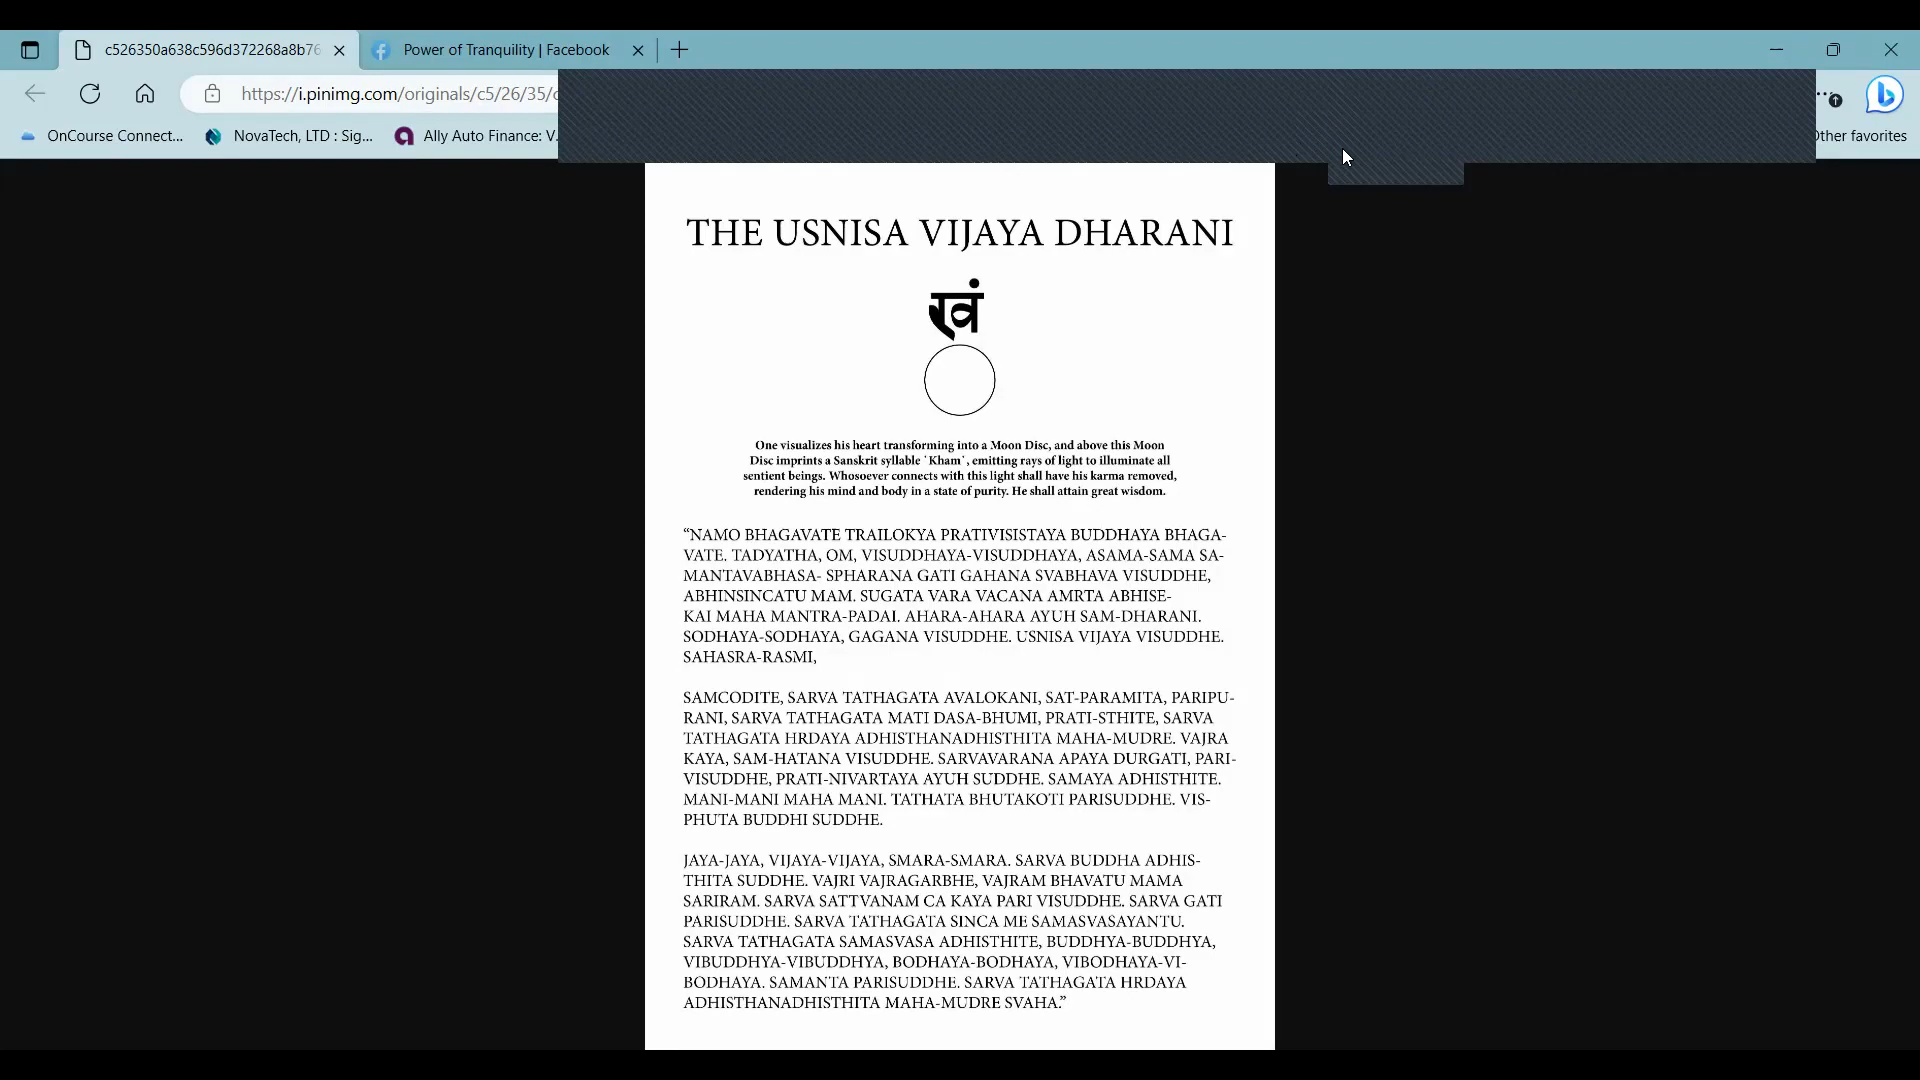 c526350a638c596d372268a8b76
Power of Tranquility | Facebook
https://i.pinimg.com/originals/c5/26/35/c
OnCourse Connect...
NovaTech, LTD : Sig...
Ally Auto Finance: V.
Other favorites
THE USNISA VIJAYA DHARANI
खं
One visualizes his heart transforming into a Moon Disc, and above this Moon
Disc imprints a Sanskrit syllable `Kham`, emitting rays of light to illuminate all
sentient beings. Whosoever connects with this light shall have his karma removed,
rendering his mind and body in a state of purity. He shall attain great wisdom.
“NAMO BHAGAVATE TRAILOKYA PRATIVISISTAYA BUDDHAYA BHAGA-
VATE. TADYATHA, OM, VISUDDHAYA-VISUDDHAYA, ASAMA-SAMA SA-
MANTAVABHASA- SPHARANA GATI GAHANA SVABHAVA VISUDDHE,
ABHINSINCATU MAM. SUGATA VARA VACANA AMRTA ABHISE-
KAI MAHA MANTRA-PADAI. AHARA-AHARA AYUH SAM-DHARANI.
SODHAYA-SODHAYA, GAGANA VISUDDHE. USNISA VIJAYA VISUDDHE.
SAHASRA-RASMI,
SAMCODITE, SARVA TATHAGATA AVALOKANI, SAT-PARAMITA, PARIPU-
RANI, SARVA TATHAGATA MATI DASA-BHUMI, PRATI-STHITE, SARVA
TATHAGATA HRDAYA ADHISTHANADHISTHITA MAHA-MUDRE. VAJRA
KAYA, SAM-HATANA VISUDDHE. SARVAVARANA APAYA DURGATI, PARI-
VISUDDHE, PRATI-NIVARTAYA AYUH SUDDHE. SAMAYA ADHISTHITE.
MANI-MANI MAHA MANI. TATHATA BHUTAKOTI PARISUDDHE. VIS-
PHUTA BUDDHI SUDDHE.
JAYA-JAYA, VIJAYA-VIJAYA, SMARA-SMARA. SARVA BUDDHA ADHIS-
THITA SUDDHE. VAJRI VAJRAGARBHE, VAJRAM BHAVATU MAMA
SARIRAM. SARVA SATTVANAM CA KAYA PARI VISUDDHE. SARVA GATI
PARISUDDHE. SARVA TATHAGATA SINCA ME SAMASVASAYANTU.
SARVA TATHAGATA SAMASVASA ADHISTHITE, BUDDHYA-BUDDHYA,
VIBUDDHYA-VIBUDDHYA, BODHAYA-BODHAYA, VIBODHAYA-VI-
BODHAYA. SAMANTA PARISUDDHE. SARVA TATHAGATA HRDAYA
ADHISTHANADHISTHITA MAHA-MUDRE SVAHA.”